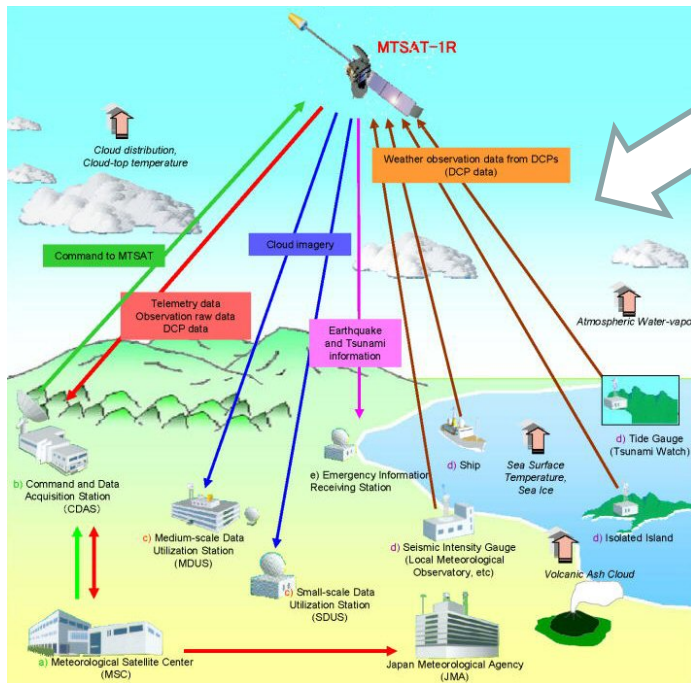 MTSAT-1R
Cloud distribution,
Cloud-top temperature
Weather observation data from DCPs
(DCP data)
Command to MTSAT
Cloud imagery
Telemetry data
Observation raw data
DCP data
Earthquake
and Tsunami
information
Atmospheric Water-vapo
d) Tide Gauge
(Tsunami Watch)
b) Command and Data
Acquisition Station
(CDAS)
e) Emergency Information
Receiving Station
d) Ship
Sea Surface
Temperature,
Sea Ice
c) Medium-scale Data
Utilization Station
(MDUS)
d) Seismic Intensity Gauge
(Local Meteorological
Observatory, etc)
d) Isolated Island
c) Small-scale Data
Utilization Station
(SDUS)
Volcanic Ash Cloud
a) Meteorological Satellite Center
(MSC)
Japan Meteorological Agency
(JMA)